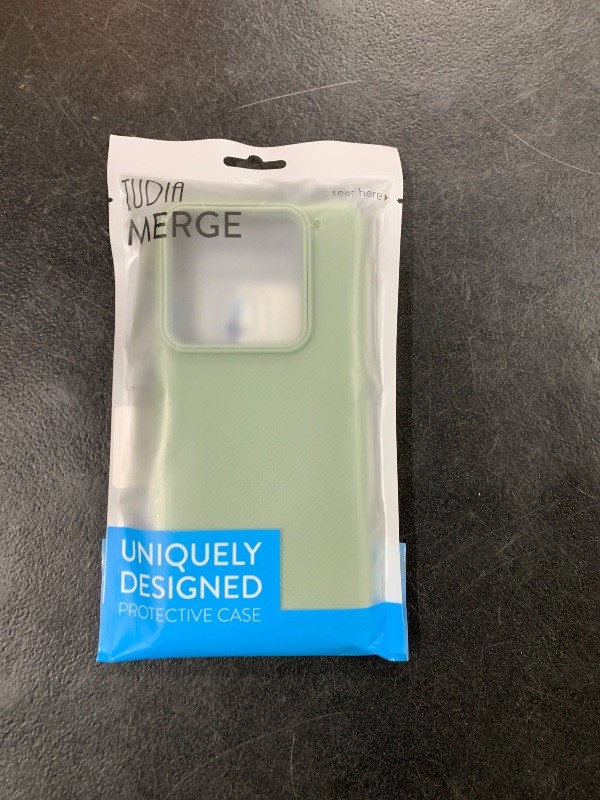 TUDIA
MERGE
tear here
UNIQUELY
DESIGNED
PROTECTIVE CASE